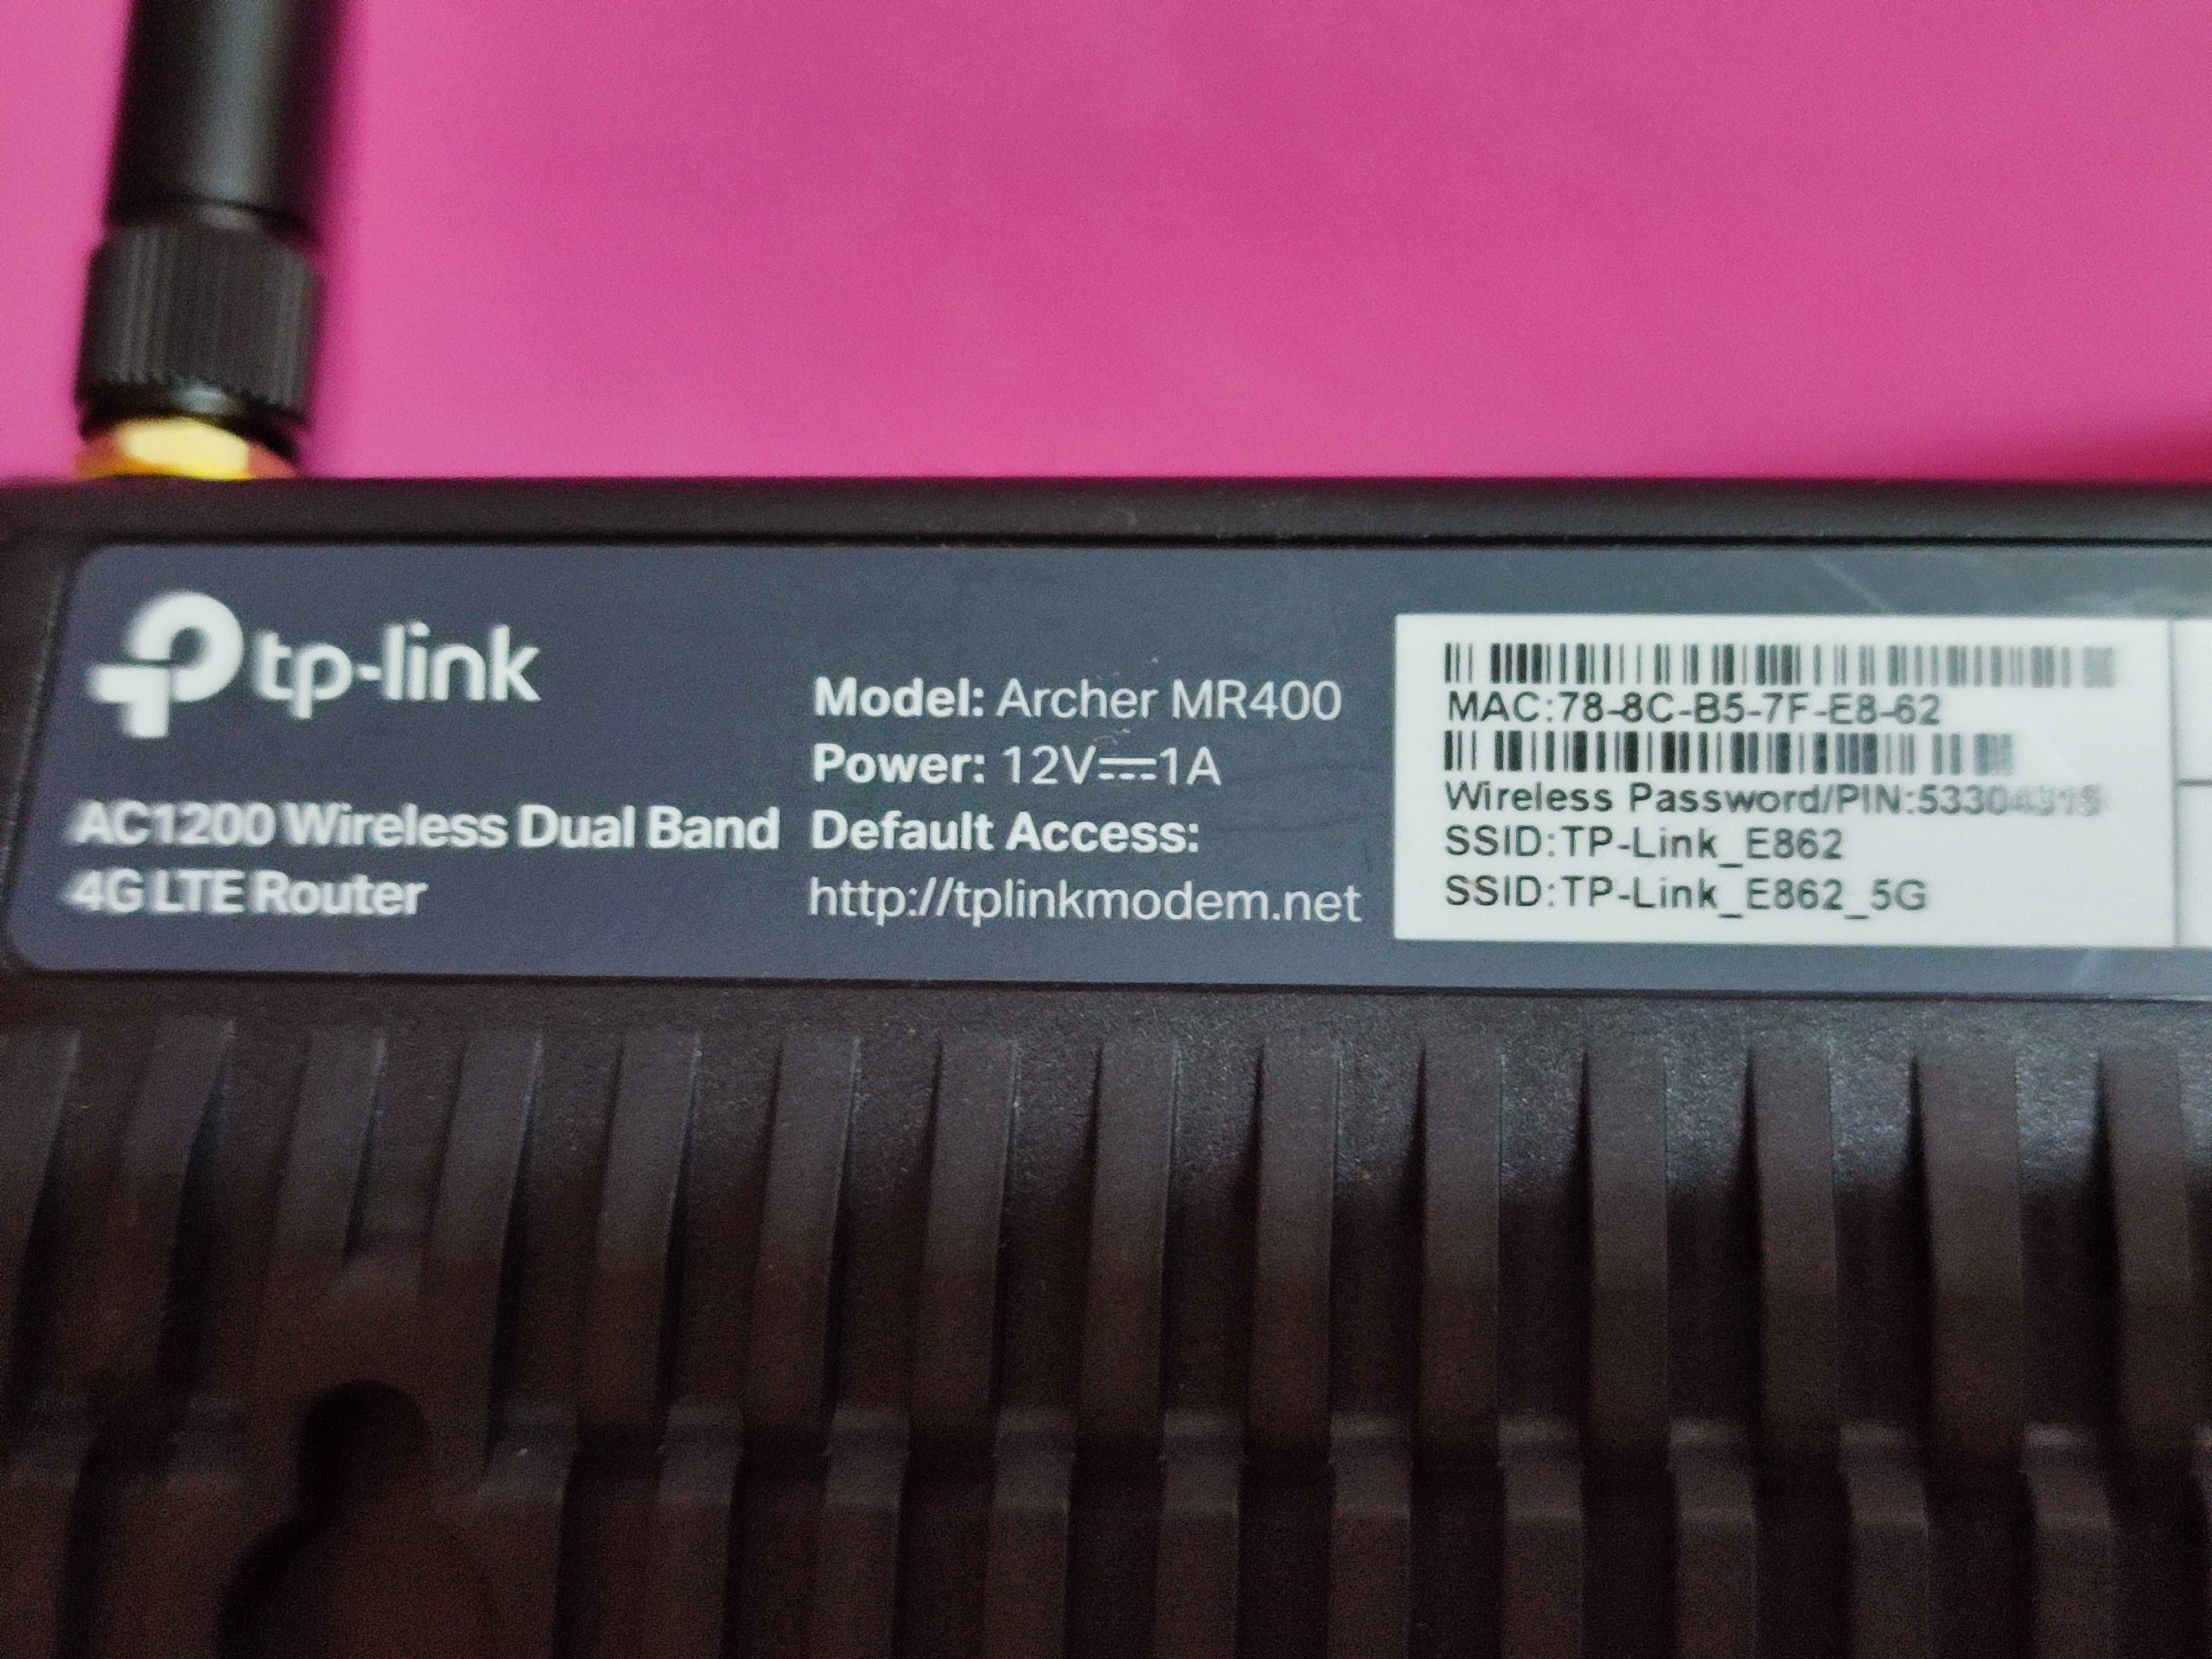 tp-link
AC1200 Wireless Dual Band
4G LTE Router
Model: Archer MR400
Power: 12V⎓1A
Default Access:
http://tplinkmodem.net
MAC:78-8C-B5-7F-E8-62
Wireless Password/PIN:
SSID:TP-Link_E862
SSID:TP-Link_E862_5G